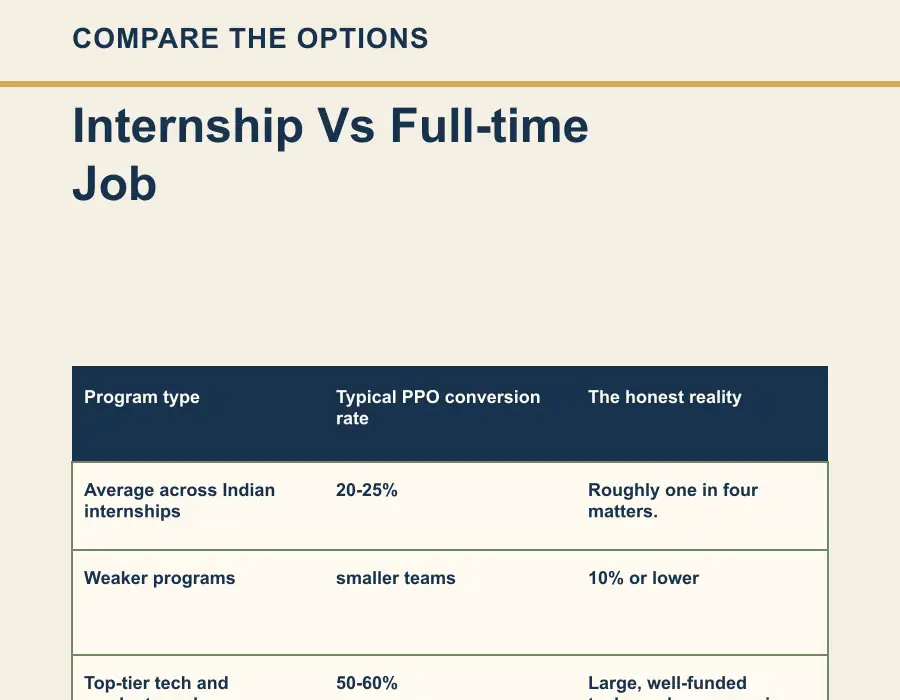 COMPARE THE OPTIONS
Internship Vs Full-time
Job
Program type
Typical PPO conversion
rate
The honest reality
Average across Indian
internships
20-25%
Roughly one in four
matters.
Weaker programs
smaller teams
10% or lower
Top-tier tech and
50-60%
Large, well-funded